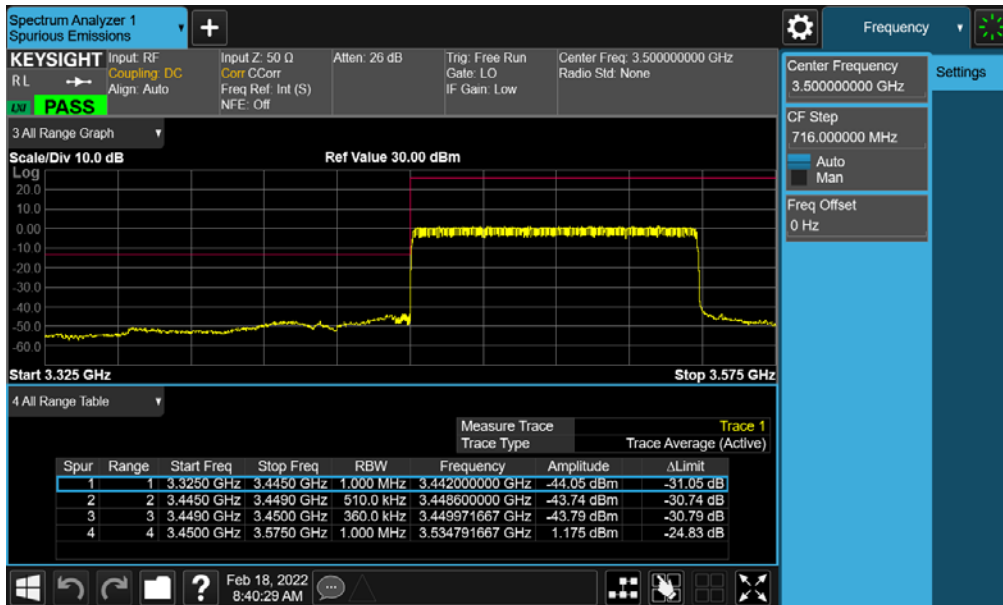 Spectrum Analyzer 1
Spurious Emissions
Frequency
KEYSIGHT
R L
LXI PASS
Input: RF
Coupling: DC
Align: Auto
Input Z: 50 Ω
Corr CCorr
Freq Ref: Int (S)
NFE: Off
Atten: 26 dB
Trig: Free Run
Gate: LO
IF Gain: Low
Center Freq: 3.500000000 GHz
Radio Std: None
Center Frequency
3.500000000 GHz
Settings
CF Step
716.000000 MHz
Auto
Man
Freq Offset
0 Hz
3 All Range Graph
Scale/Div 10.0 dB Ref Value 30.00 dBm
Log
20.0
10.0
0.00
-10.0
-20.0
-30.0
-40.0
-50.0
-60.0
Start 3.325 GHz Stop 3.575 GHz
4 All Range Table
Measure Trace Trace 1
Trace Type Trace Average (Active)
Spur Range Start Freq Stop Freq RBW Frequency Amplitude ΔLimit
1 1 3.3250 GHz 3.4450 GHz 1.000 MHz 3.442000000 GHz -44.05 dBm -31.05 dB
2 2 3.4450 GHz 3.4490 GHz 510.0 kHz 3.448600000 GHz -43.74 dBm -30.74 dB
3 3 3.4490 GHz 3.4500 GHz 360.0 kHz 3.449971667 GHz -43.79 dBm -30.79 dB
4 4 3.4500 GHz 3.5750 GHz 1.000 MHz 3.534791667 GHz 1.175 dBm -24.83 dB
?
Feb 18, 2022
8:40:29 AM